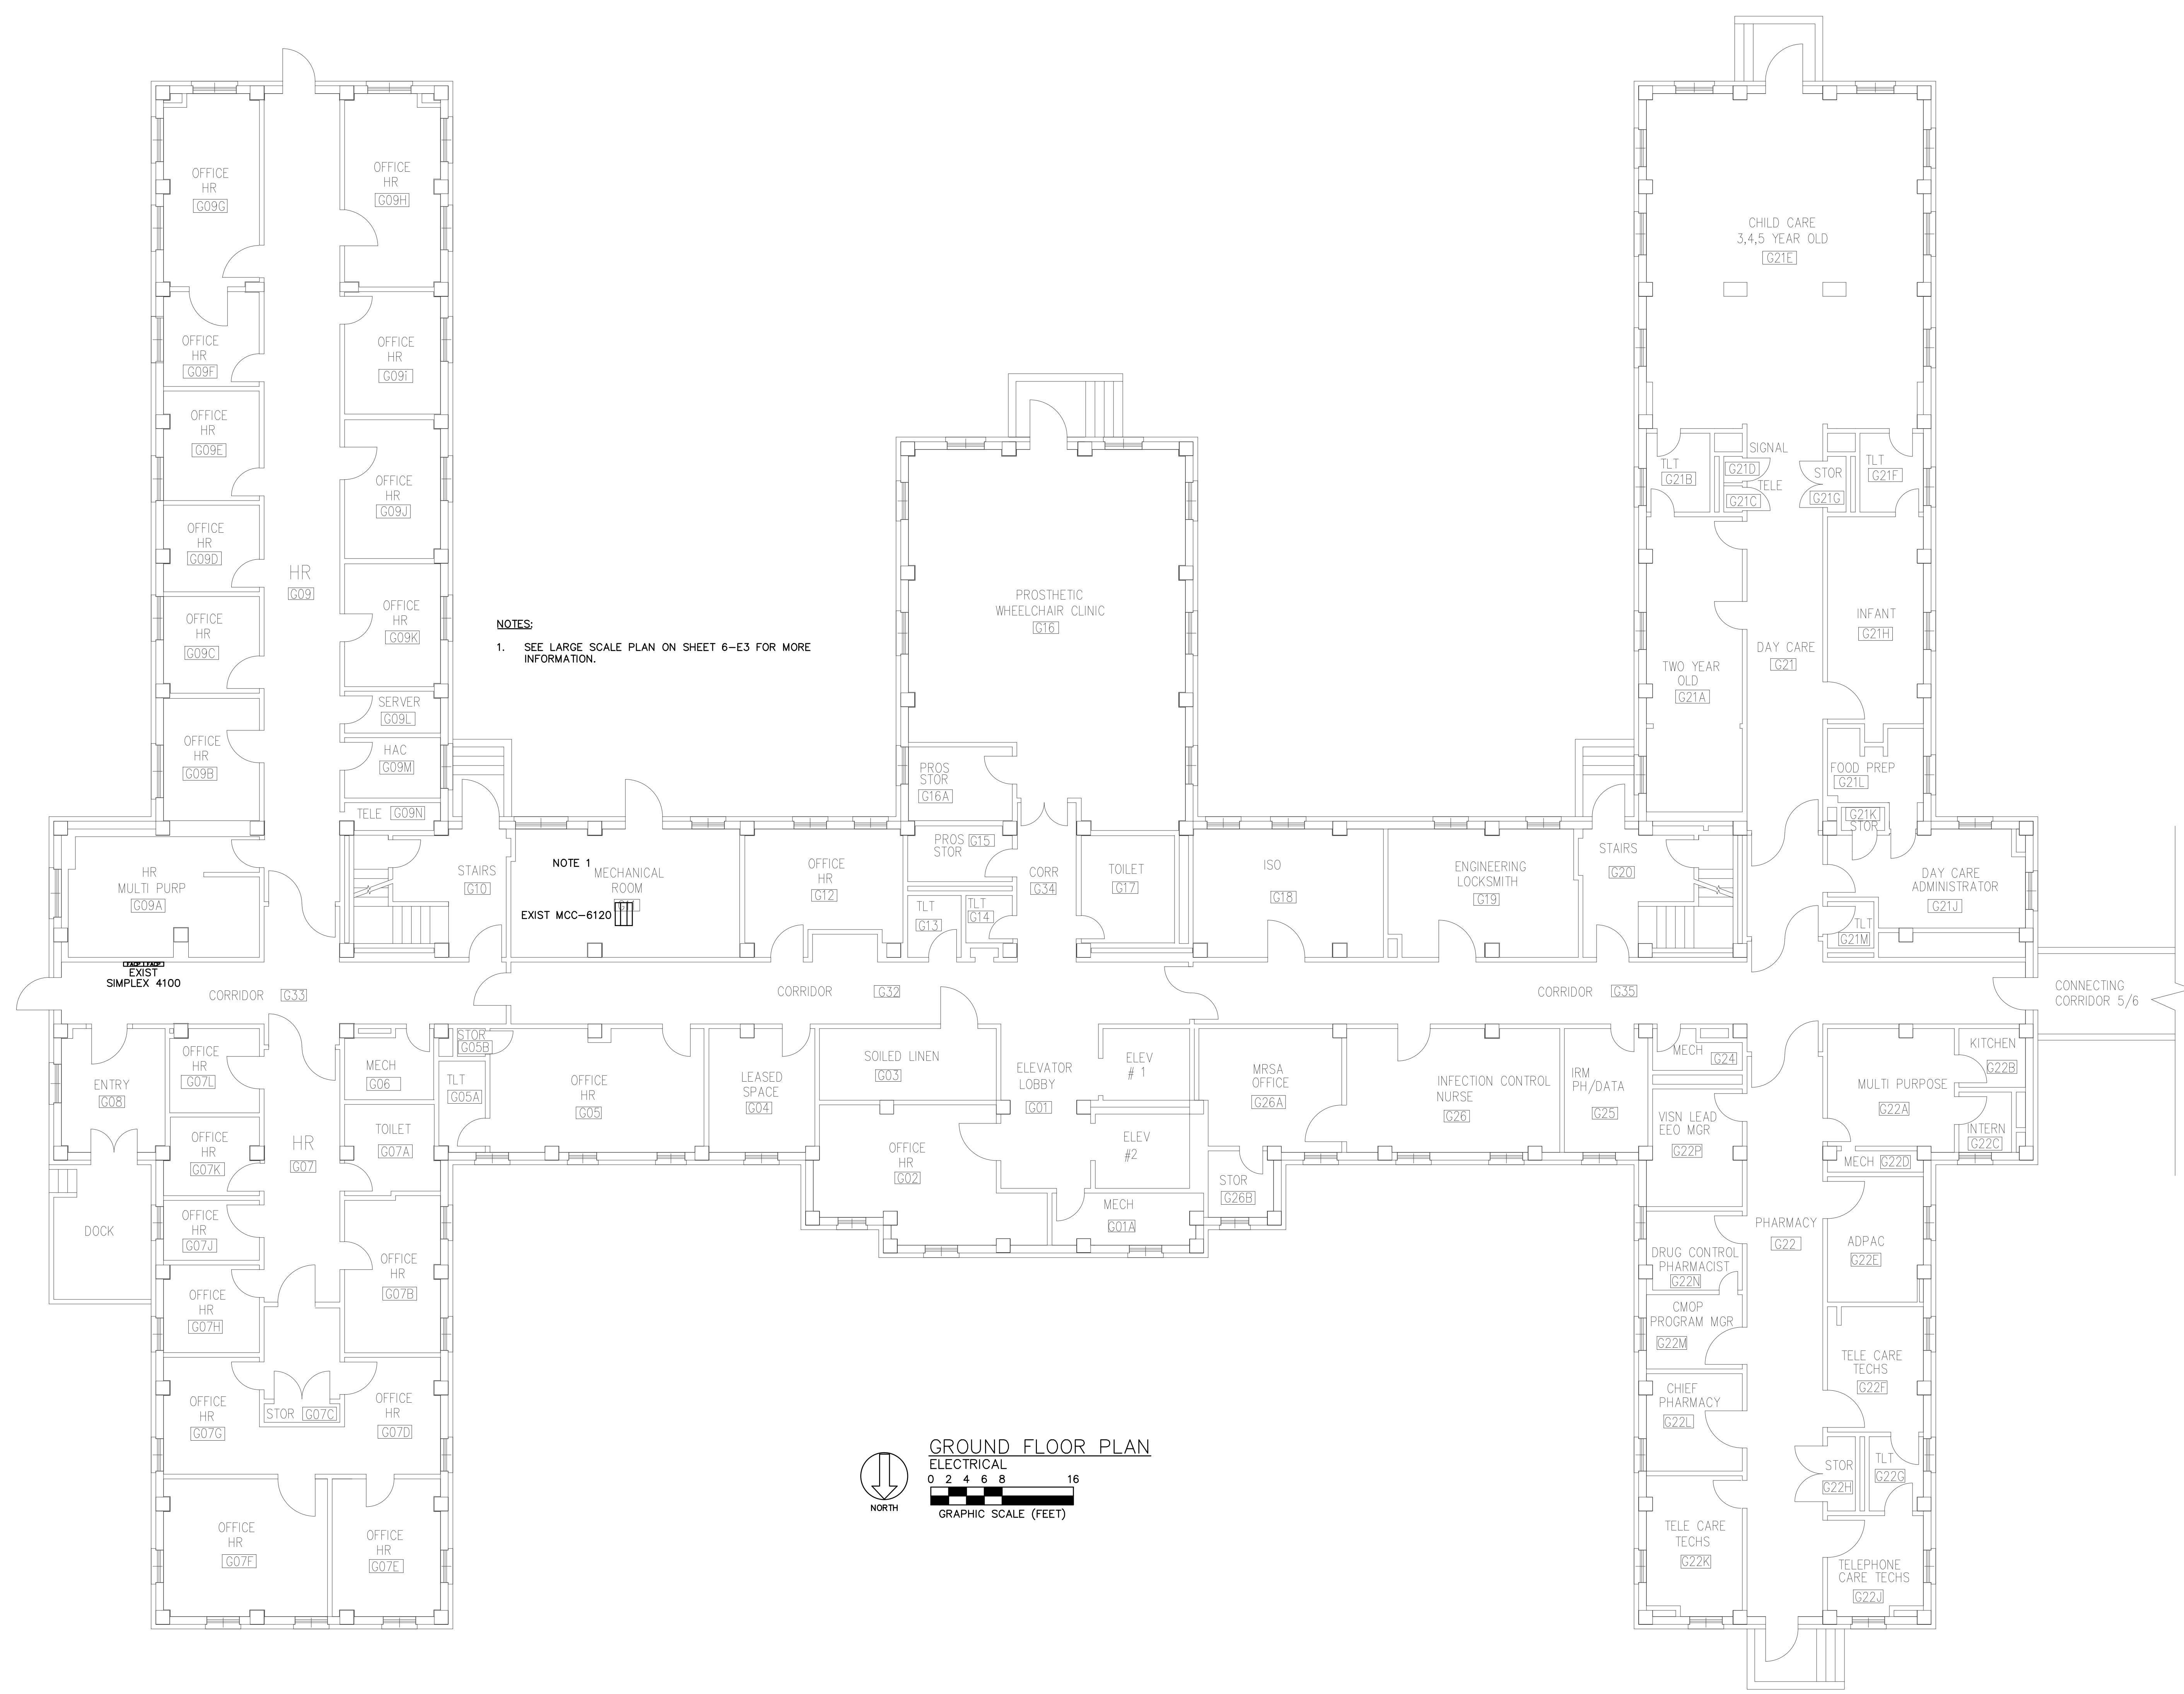 OFFICE
HR
G09G
OFFICE
HR
G09H
OFFICE
HR
G09F
OFFICE
HR
G09i
OFFICE
HR
G09E
OFFICE
HR
G09J
OFFICE
HR
G09D
HR
G09
OFFICE
HR
G09K
OFFICE
HR
G09C
SERVER
G09L
OFFICE
HR
G09B
HAC
G09M
TELE G09N
HR
MULTI PURP
G09A
STAIRS
G10
NOTES:
1. SEE LARGE SCALE PLAN ON SHEET 6-E3 FOR MORE
INFORMATION.
NOTE 1
MECHANICAL
ROOM
EXIST MCC-6120
OFFICE
HR
G12
PROSTHETIC
WHEELCHAIR CLINIC
G16
PROS
STOR
G16A
PROS G15
STOR
TLT
G13
TLT
G14
CORR
G34
TOILET
G17
ISO
G18
ENGINEERING
LOCKSMITH
G19
STAIRS
G20
CHILD CARE
3,4,5 YEAR OLD
G21E
SIGNAL
TLT
G21B
G21D
TELE
G21C
STOR
G21G
TLT
G21F
INFANT
G21H
DAY CARE
G21
TWO YEAR
OLD
G21A
FOOD PREP
G21L
G21K
STOR
DAY CARE
ADMINISTRATOR
G21J
TLT
G21M
FACP FACP
EXIST
SIMPLEX 4100
CORRIDOR G33
CORRIDOR G32
CORRIDOR G35
CONNECTING
CORRIDOR 5/6
ENTRY
G08
OFFICE
HR
G07L
MECH
G06
STOR
G05B
TLT
G05A
OFFICE
HR
G05
LEASED
SPACE
G04
SOILED LINEN
G03
ELEVATOR
LOBBY
G01
ELEV
# 1
ELEV
#2
MRSA
OFFICE
G26A
INFECTION CONTROL
NURSE
G26
IRM
PH/DATA
G25
MECH G24
VISN LEAD
EEO MGR
G22P
MULTI PURPOSE
G22A
KITCHEN
G22B
INTERN
G22C
MECH G22D
OFFICE
HR
G07K
HR
G07
TOILET
G07A
OFFICE
HR
G02
MECH
G01A
STOR
G26B
DOCK
OFFICE
HR
G07J
OFFICE
HR
G07B
OFFICE
HR
G07H
PHARMACY
G22
ADPAC
G22E
DRUG CONTROL
PHARMACIST
G22N
CMOP
PROGRAM MGR
G22M
TELE CARE
TECHS
G22F
CHIEF
PHARMACY
G22L
OFFICE
HR
G07G
STOR G07C
OFFICE
HR
G07D
STOR
G22H
TLT
G22G
OFFICE
HR
G07F
OFFICE
HR
G07E
TELE CARE
TECHS
G22K
TELEPHONE
CARE TECHS
G22J
NORTH
GROUND FLOOR PLAN
ELECTRICAL
0 2 4 6 8 16
GRAPHIC SCALE (FEET)